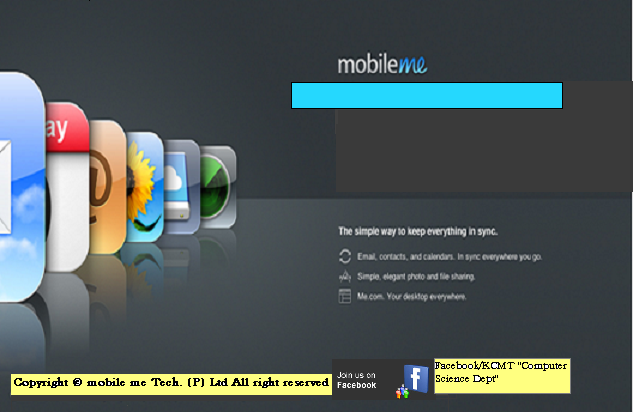 mobileme
ay
@
The simple way to keep everything in sync.
Email, contacts, and calendars. In sync everywhere you go.
Simple, elegant photo and file sharing.
Me.com. Your desktop everywhere.
Copyright © mobile me Tech. (P) Ltd All right reserved
Join us on
Facebook
f
Facebook/KCMT "Computer
Science Dept"